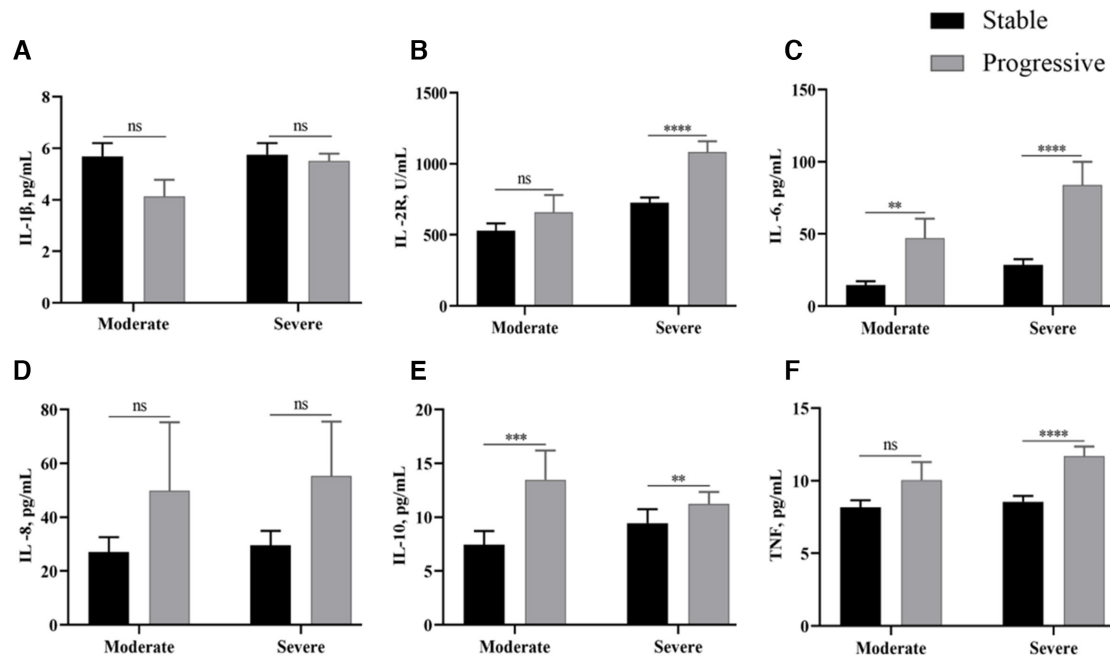 Stable
Progressive
A
IL-1β, pg/mL
8
6
4
2
0
ns
ns
Moderate
Severe
B
IL -2R, U/mL
1500
1000
500
0
ns
****
Moderate
Severe
C
IL -6, pg/mL
150
100
50
0
**
****
Moderate
Severe
D
IL -8, pg/mL
80
60
40
20
0
ns
ns
Moderate
Severe
E
IL-10, pg/mL
20
15
10
5
0
***
**
Moderate
Severe
F
TNF, pg/mL
15
10
5
0
ns
****
Moderate
Severe